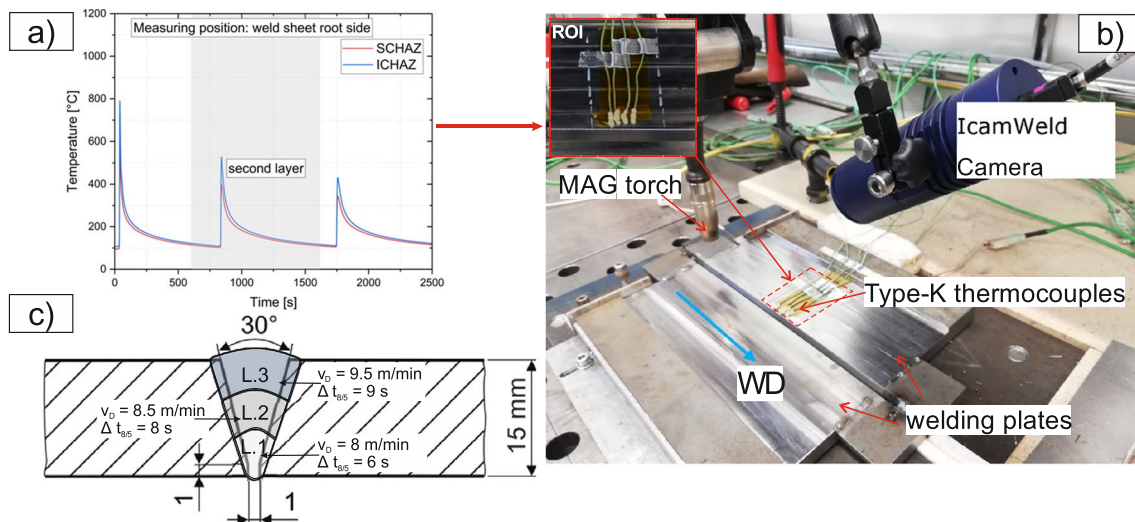 a)
Measuring position: weld sheet root side
SCHAZ
ICHAZ
second layer
Temperature [°C]
1200
1000
800
600
400
200
0
0
500
1000
1500
2000
2500
Time [s]
b)
ROI
IcamWeld
Camera
MAG torch
Type-K thermocouples
WD
welding plates
c)
30°
L.3
v_D = 9.5 m/min
Δ t_8/5 = 9 s
v_D = 8.5 m/min
Δ t_8/5 = 8 s
L.2
L.1
v_D = 8 m/min
Δ t_8/5 = 6 s
15 mm
1
1